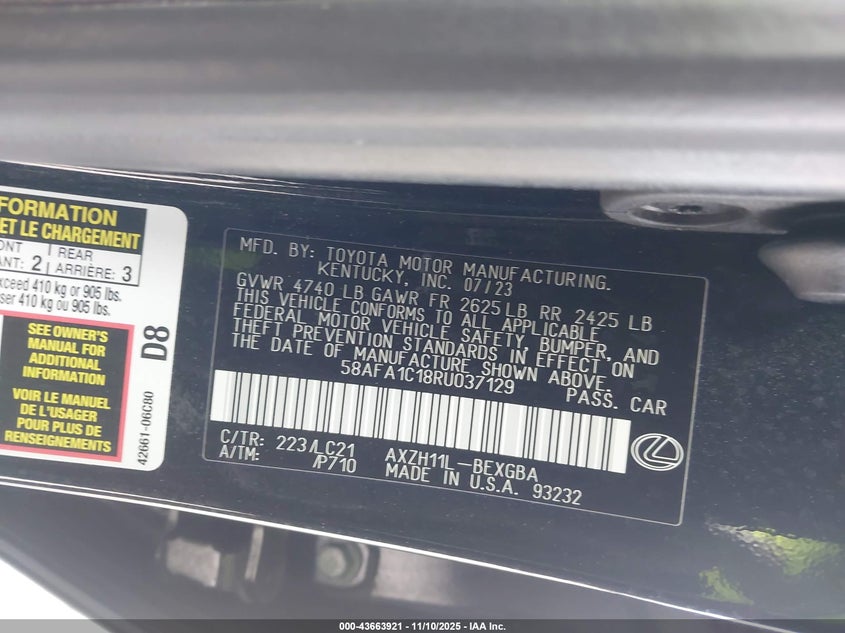 FORMATION
ET LE CHARGEMENT
REAR
ANT: 2 ARRIÈRE: 3
exceed 410 kg or 905 lbs.
ser 410 kg ou 905 lbs.
SEE OWNER'S
MANUAL FOR
ADDITIONAL
INFORMATION
VOIR LE MANUEL
DE L'USAGER
POUR PLUS DE
RENSEIGNEMENTS
D8
42661-06C80
MFD. BY: TOYOTA MOTOR MANUFACTURING.
KENTUCKY, INC. 07/23
GVWR 4740 LB GAWR FR 2625 LB RR 2425 LB
THIS VEHICLE CONFORMS TO ALL APPLICABLE
FEDERAL MOTOR VEHICLE SAFETY, BUMPER, AND
THEFT PREVENTION STANDARDS IN EFFECT ON
THE DATE OF MANUFACTURE SHOWN ABOVE.
58AFA1C18RU037129 PASS. CAR
C/TR: 223/LC21 AXZH11L-BEXGBA
A/TM: /P710 MADE IN U.S.A. 93232
000-43663921 - 11/10/2025 - IAA Inc.